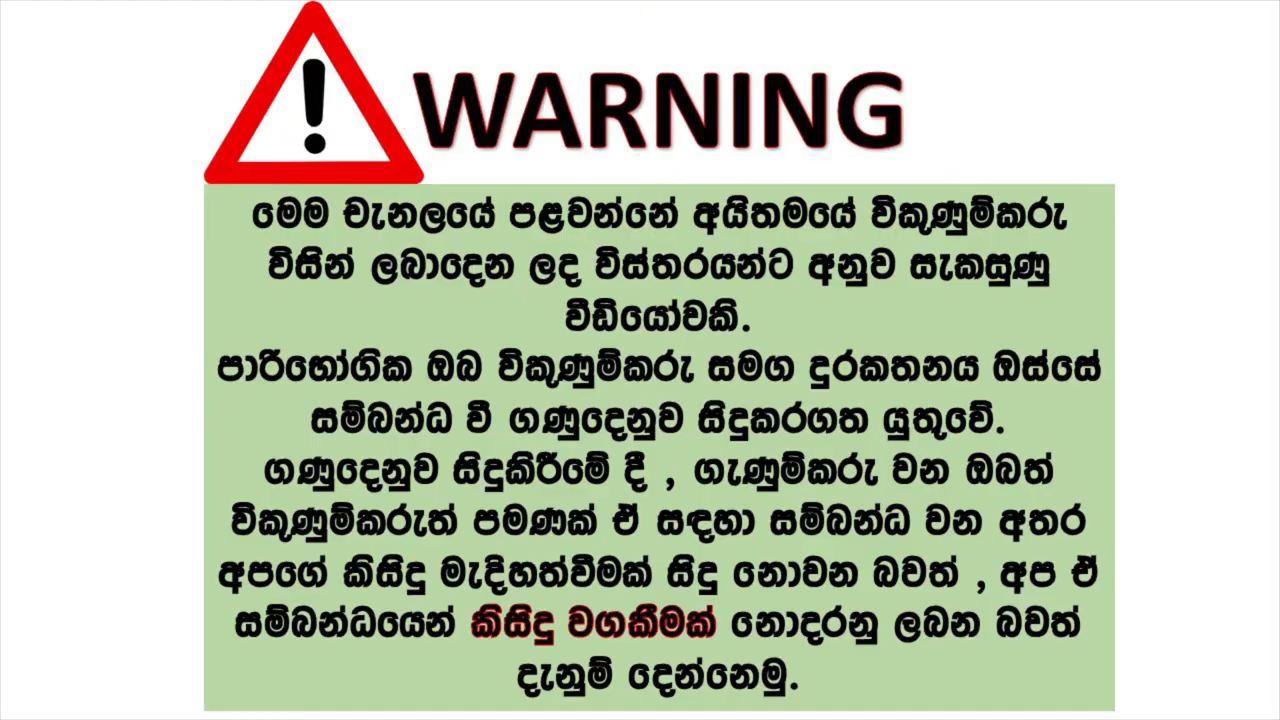 WARNING
මෙම චැනලයේ පළවන්නේ අයිතමයේ විකුණුම්කරු
විසින් ලබාදෙන ලද විස්තරයන්ට අනුව සැකසුණු
වීඩියෝවකි.
පාරිභෝගික ඔබ විකුණුම්කරු සමග දුරකතනය ඔස්සේ
සම්බන්ධ වී ගණුදෙනුව සිදුකරගත යුතුවේ.
ගණුදෙනුව සිදුකිරීමේ දී , ගැණුම්කරු වන ඔබත්
විකුණුම්කරුත් පමණක් ඒ සඳහා සම්බන්ධ වන අතර
අපගේ කිසිදු මැදිහත්වීමක් සිදු නොවන බවත් , අප ඒ
සම්බන්ධයෙන් කිසිදු වගකීමක් නොදරනු ලබන බවත්
දැනුම් දෙන්නෙමු.